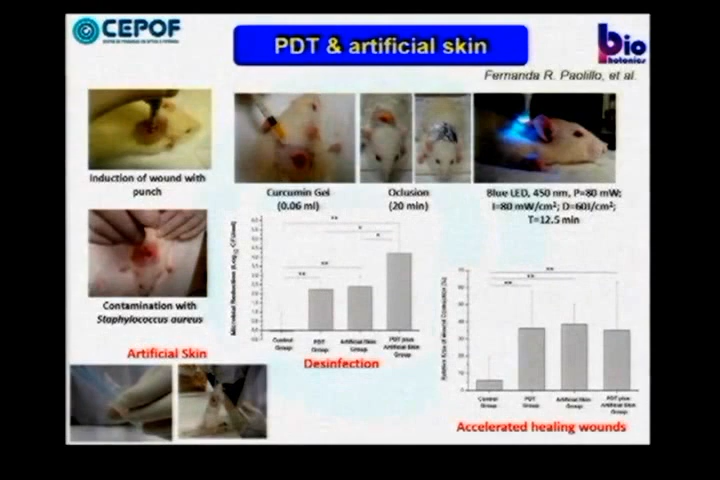 CEPOF
PDT & artificial skin
bio
Photonics
Fernanda R. Paolillo, et al.
Induction of wound with
punch
Curcumin Gel
(0.06 ml)
Oclusion
(20 min)
Blue LED, 450 nm, P=80 mW;
I=80 mW/cm²; D=60J/cm²;
T=12.5 min
Contamination with
Staphylococcus aureus
Control
Group
PDT
Group
Artificial Skin
Group
PDT plus
Artificial Skin
Group
Desinfection
Control
Group
PDT
Group
Artificial Skin
Group
PDT plus
Artificial Skin
Group
Accelerated healing wounds
Artificial Skin